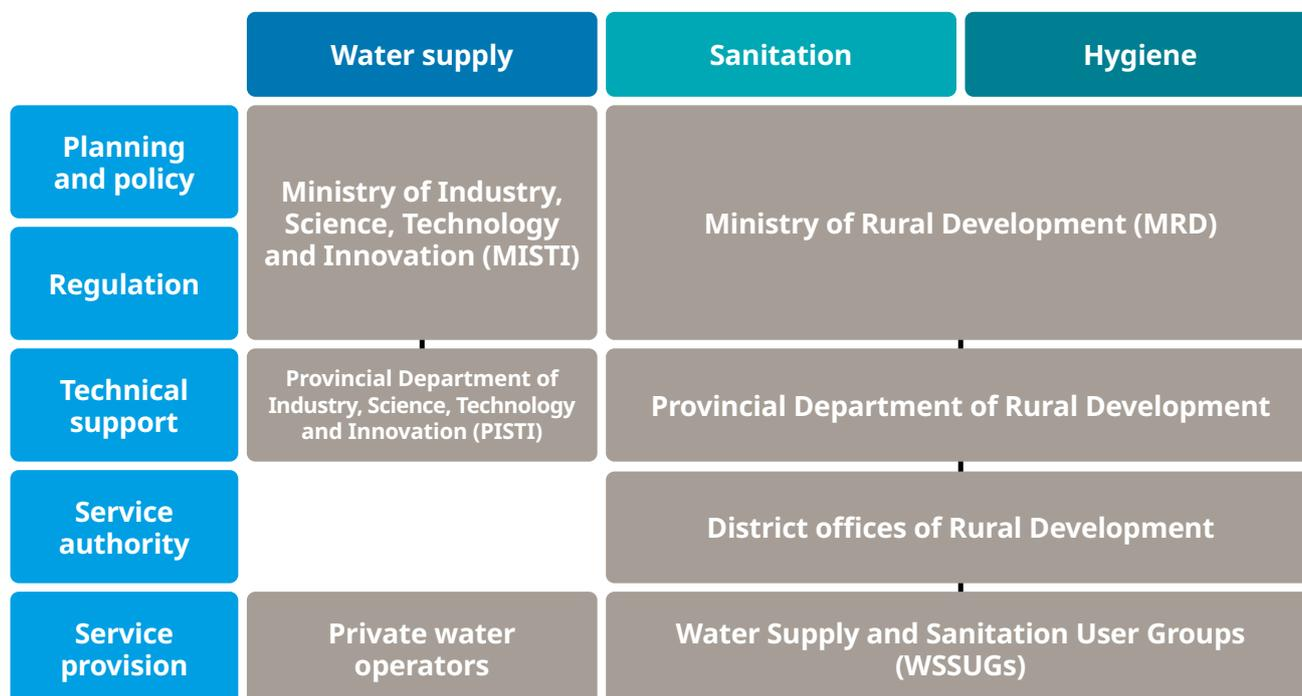 Water supply
Sanitation
Hygiene
Planning
and policy
Ministry of Industry,
Science, Technology
and Innovation (MISTI)
Ministry of Rural Development (MRD)
Regulation
Technical
support
Provincial Department of
Industry, Science, Technology
and Innovation (PISTI)
Provincial Department of Rural Development
Service
authority
District offices of Rural Development
Service
provision
Private water
operators
Water Supply and Sanitation User Groups
(WSSUGs)